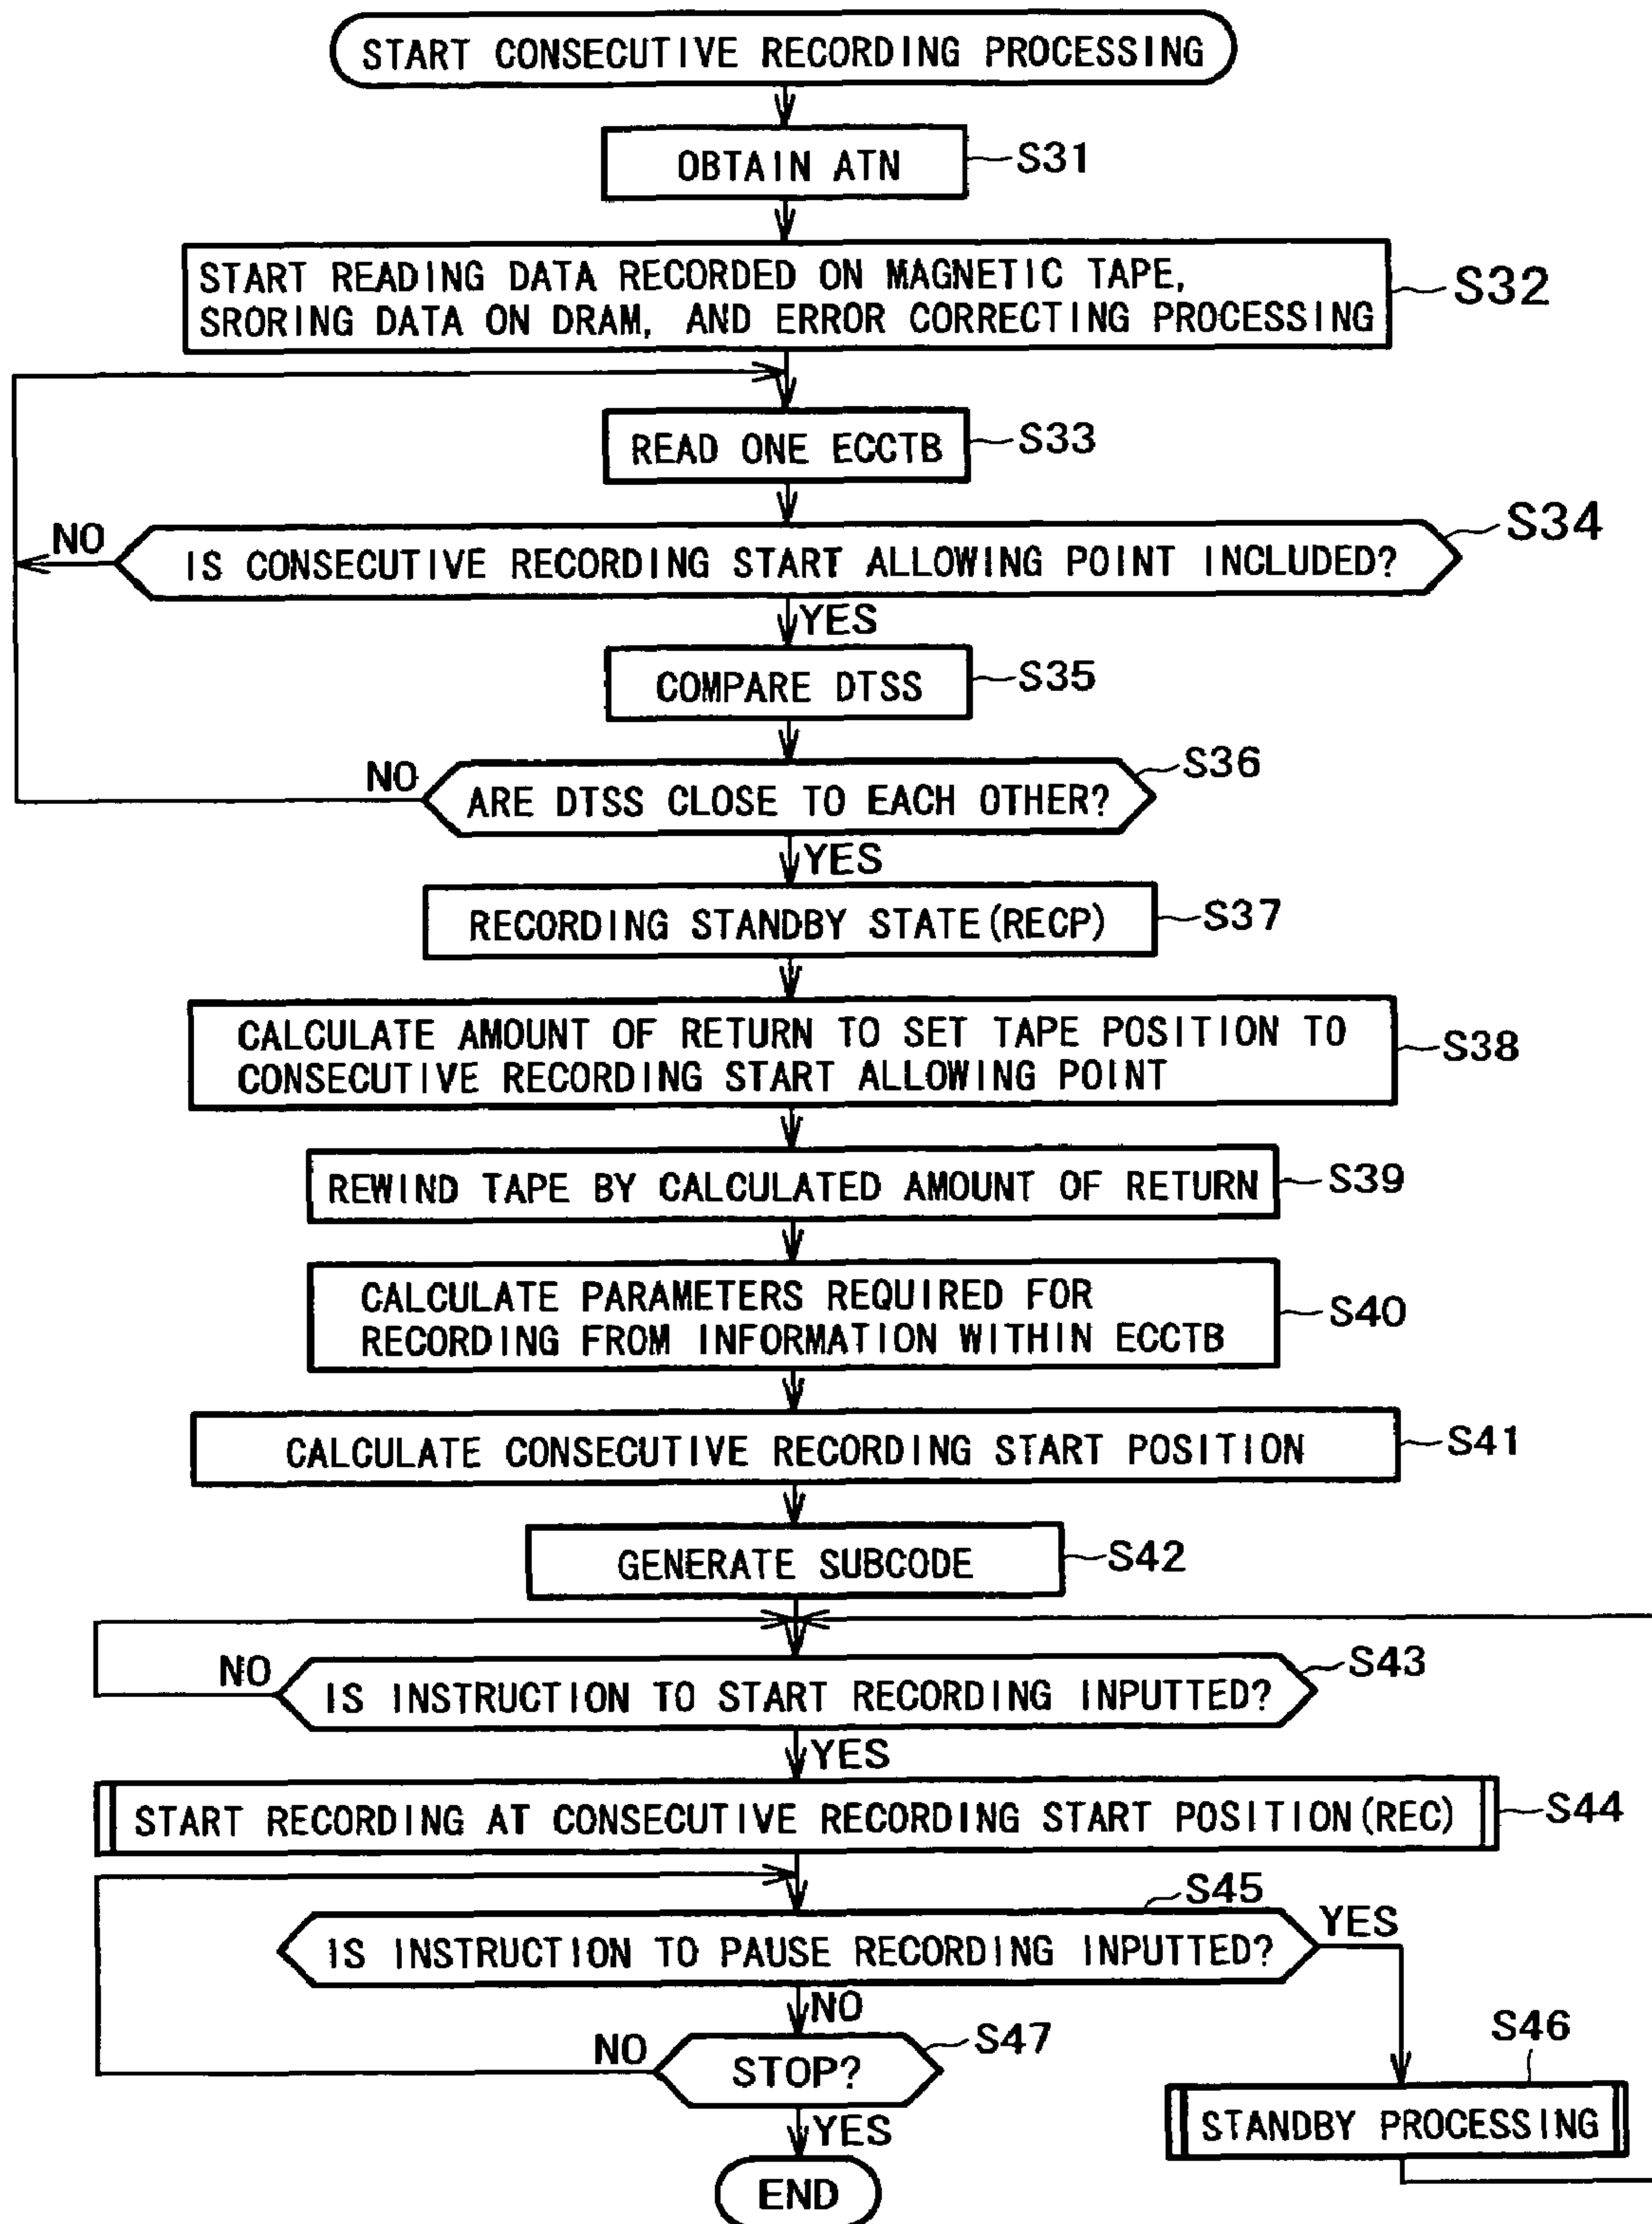 START CONSECUTIVE RECORDING PROCESSING
OBTAIN ATN
S31
START READING DATA RECORDED ON MAGNETIC TAPE,
SRORING DATA ON DRAM, AND ERROR CORRECTING PROCESSING
S32
READ ONE ECCTB
S33
NO
IS CONSECUTIVE RECORDING START ALLOWING POINT INCLUDED?
S34
YES
COMPARE DTSS
S35
NO
ARE DTSS CLOSE TO EACH OTHER?
S36
YES
RECORDING STANDBY STATE(RECP)
S37
CALCULATE AMOUNT OF RETURN TO SET TAPE POSITION TO
CONSECUTIVE RECORDING START ALLOWING POINT
S38
REWIND TAPE BY CALCULATED AMOUNT OF RETURN
S39
CALCULATE PARAMETERS REQUIRED FOR
RECORDING FROM INFORMATION WITHIN ECCTB
S40
CALCULATE CONSECUTIVE RECORDING START POSITION
S41
GENERATE SUBCODE
S42
NO
IS INSTRUCTION TO START RECORDING INPUTTED?
S43
YES
START RECORDING AT CONSECUTIVE RECORDING START POSITION(REC)
S44
IS INSTRUCTION TO PAUSE RECORDING INPUTTED?
S45
YES
NO
NO
STOP?
S47
S46
STANDBY PROCESSING
YES
END